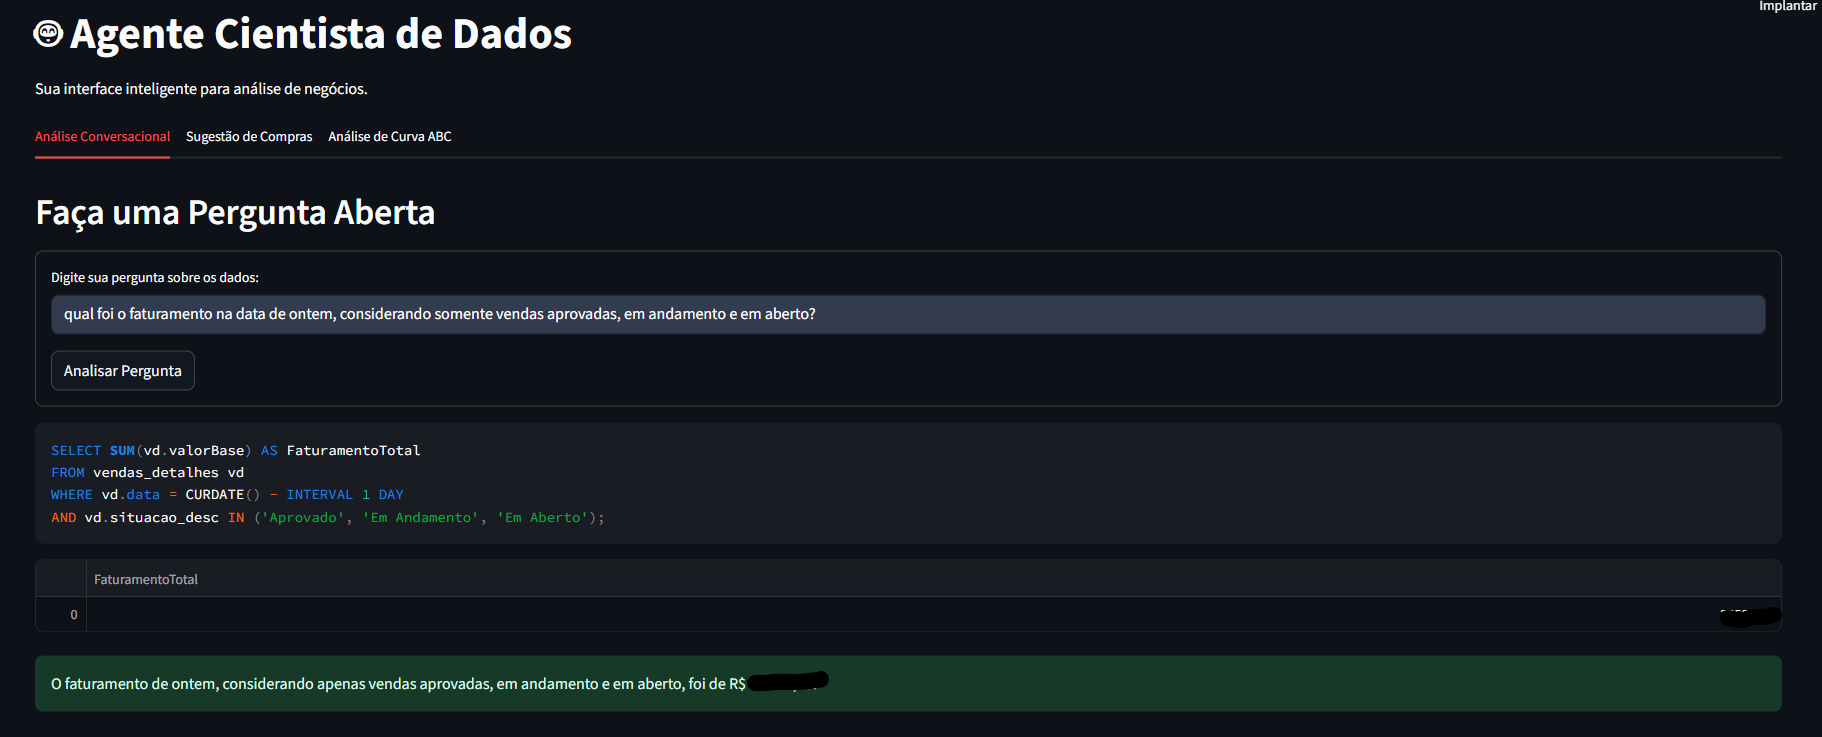 Implantar
Agente Cientista de Dados
Sua interface inteligente para análise de negócios.
Análise Conversacional Sugestão de Compras Análise de Curva ABC
Faça uma Pergunta Aberta
Digite sua pergunta sobre os dados:
qual foi o faturamento na data de ontem, considerando somente vendas aprovadas, em andamento e em aberto?
Analisar Pergunta
SELECT SUM(vd.valorBase) AS FaturamentoTotal
FROM vendas_detalhes vd
WHERE vd.data = CURDATE() - INTERVAL 1 DAY
AND vd.situacao_desc IN ('Aprovado', 'Em Andamento', 'Em Aberto');
FaturamentoTotal
0
O faturamento de ontem, considerando apenas vendas aprovadas, em andamento e em aberto, foi de R$